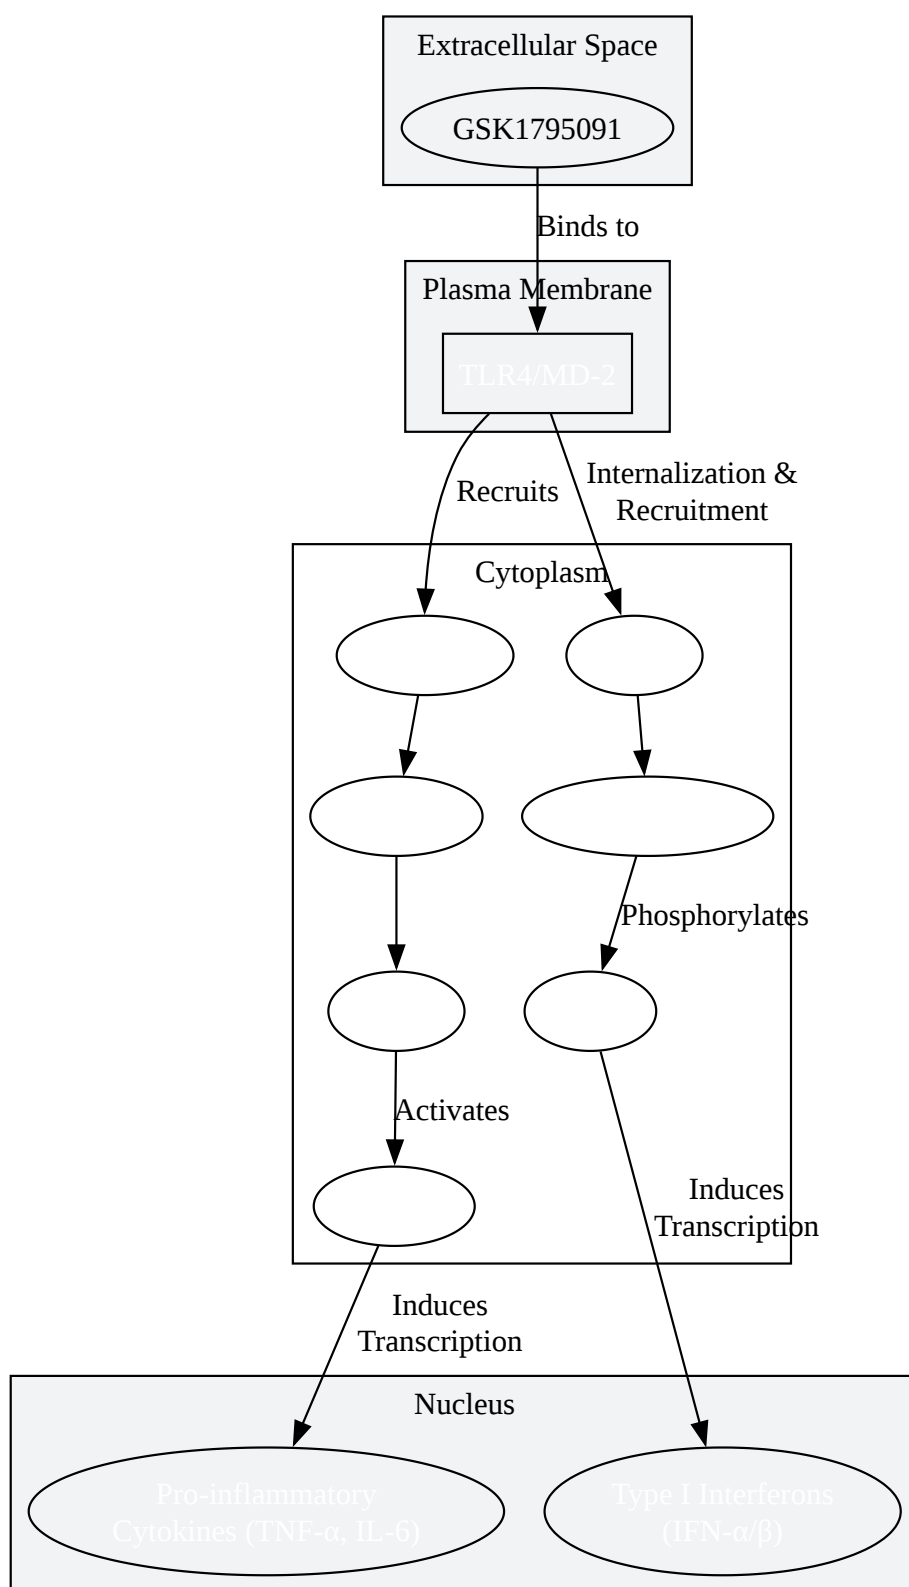 Extracellular Space
GSK1795091
Binds to
Plasma Membrane
TLR4/MD-2
Recruits
Internalization &
Recruitment
Cytoplasm
Phosphorylates
Activates
Induces
Transcription
Induces
Transcription
Nucleus
Pro-inflammatory
Cytokines (TNF-α, IL-6)
Type I Interferons
(IFN-α/β)